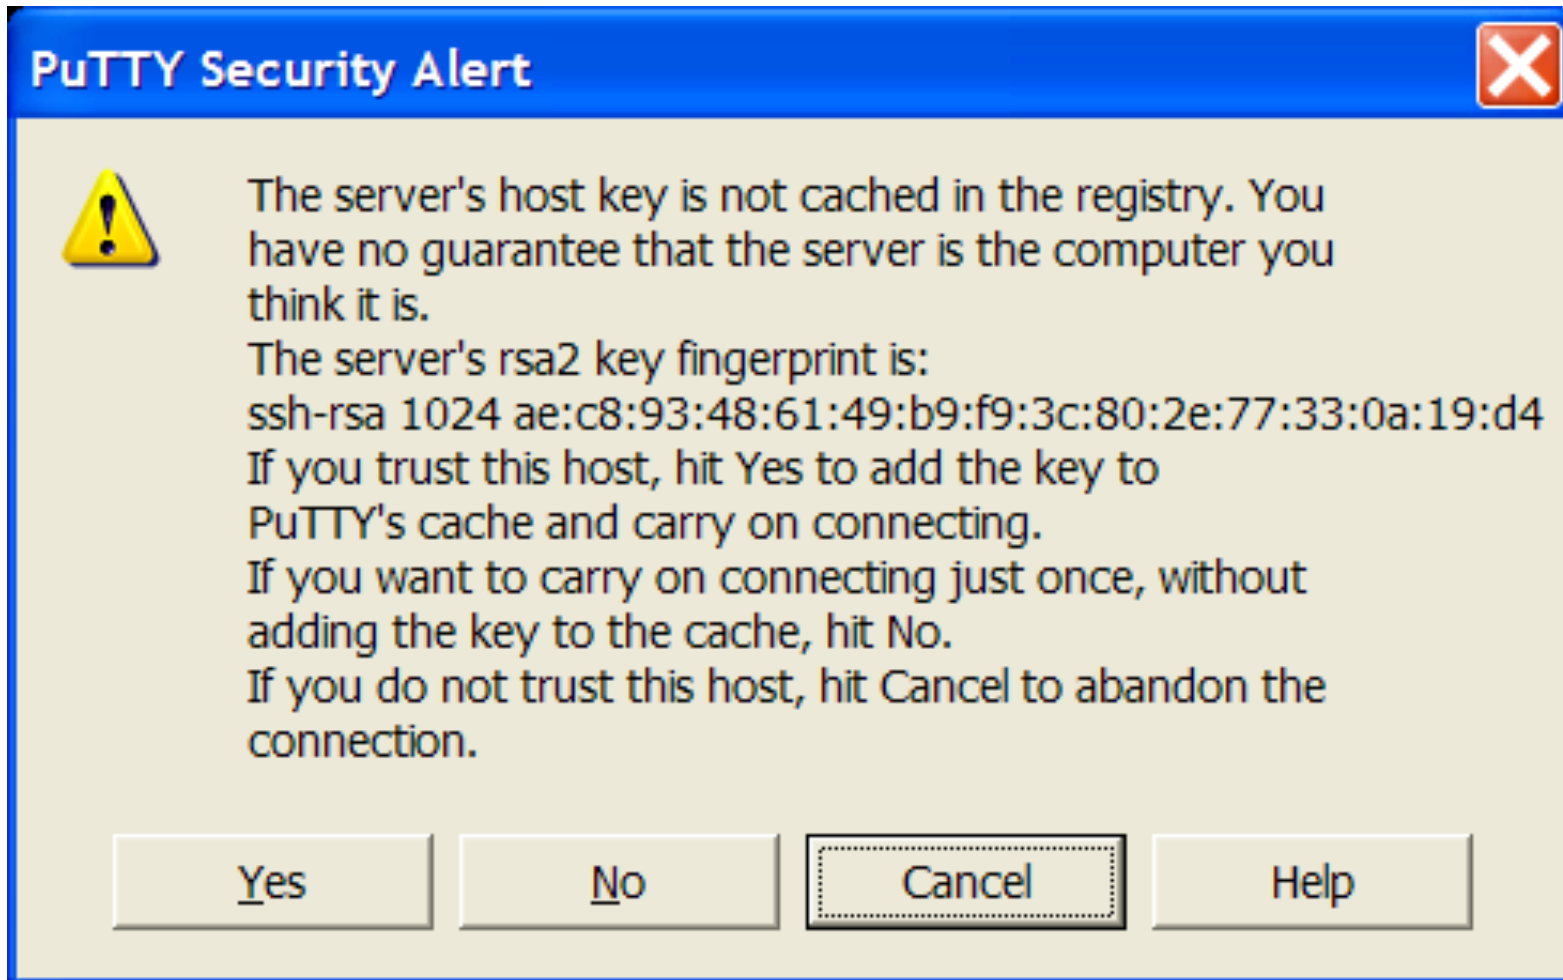 PuTTY Security Alert
The server's host key is not cached in the registry. You
have no guarantee that the server is the computer you
think it is.
The server's rsa2 key fingerprint is:
ssh-rsa 1024 ae:c8:93:48:61:49:b9:f9:3c:80:2e:77:33:0a:19:d4
If you trust this host, hit Yes to add the key to
PuTTY's cache and carry on connecting.
If you want to carry on connecting just once, without
adding the key to the cache, hit No.
If you do not trust this host, hit Cancel to abandon the
connection.
Yes No Cancel Help